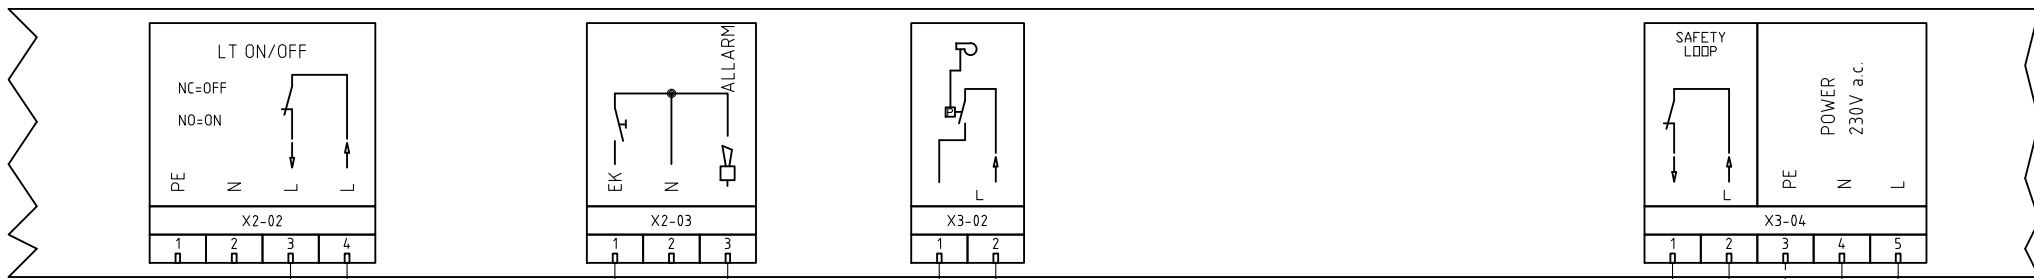 LT ON/OFF
NC=OFF
NO=ON
PE N L L
X2-02
1 2 3 4
ALLARM
EK N
X2-03
1 2 3
P
L
X3-02
1 2
SAFETY
LOOP
L
POWER
230V a.c.
PE N L
X3-04
1 2 3 4 5